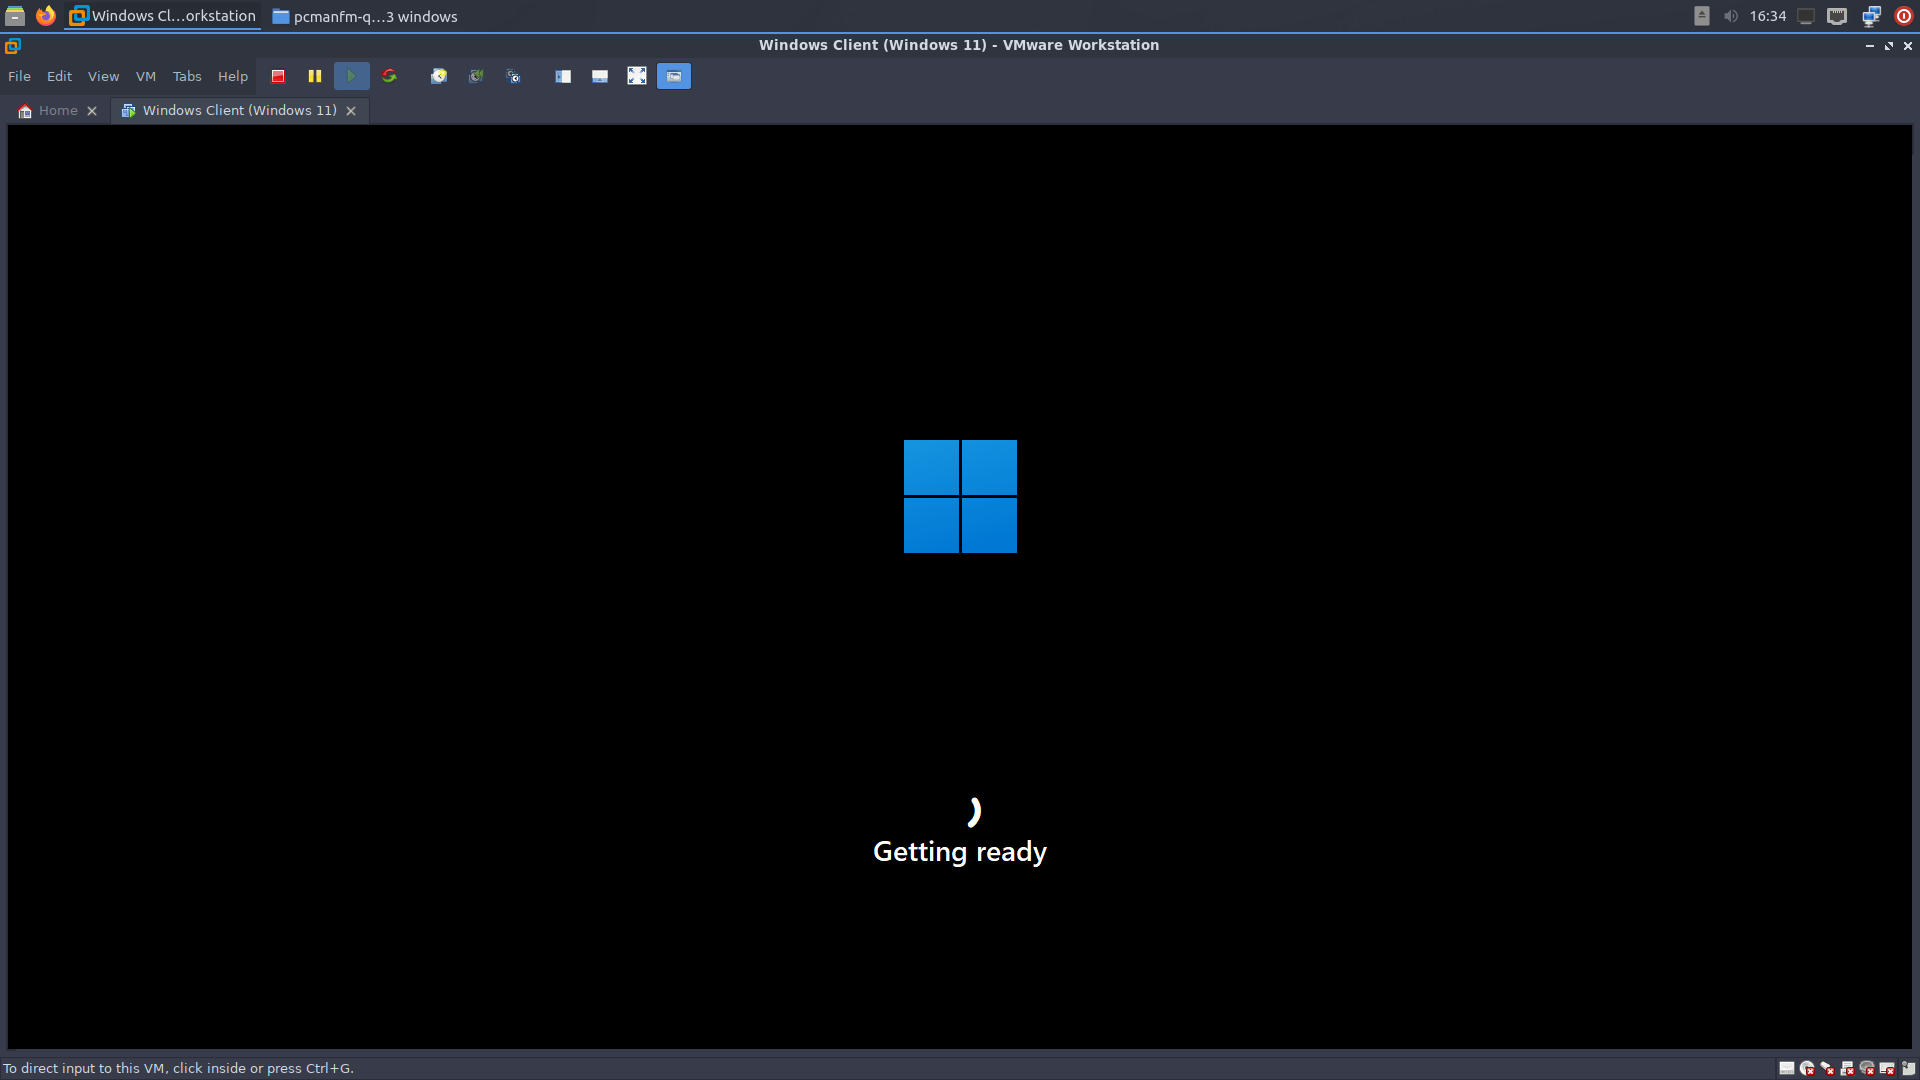 Windows Cl...orkstation
pcmanfm-q...3 windows
16:34
Windows Client (Windows 11) - VMware Workstation
File Edit View VM Tabs Help
Home
Windows Client (Windows 11)
Getting ready
To direct input to this VM, click inside or press Ctrl+G.